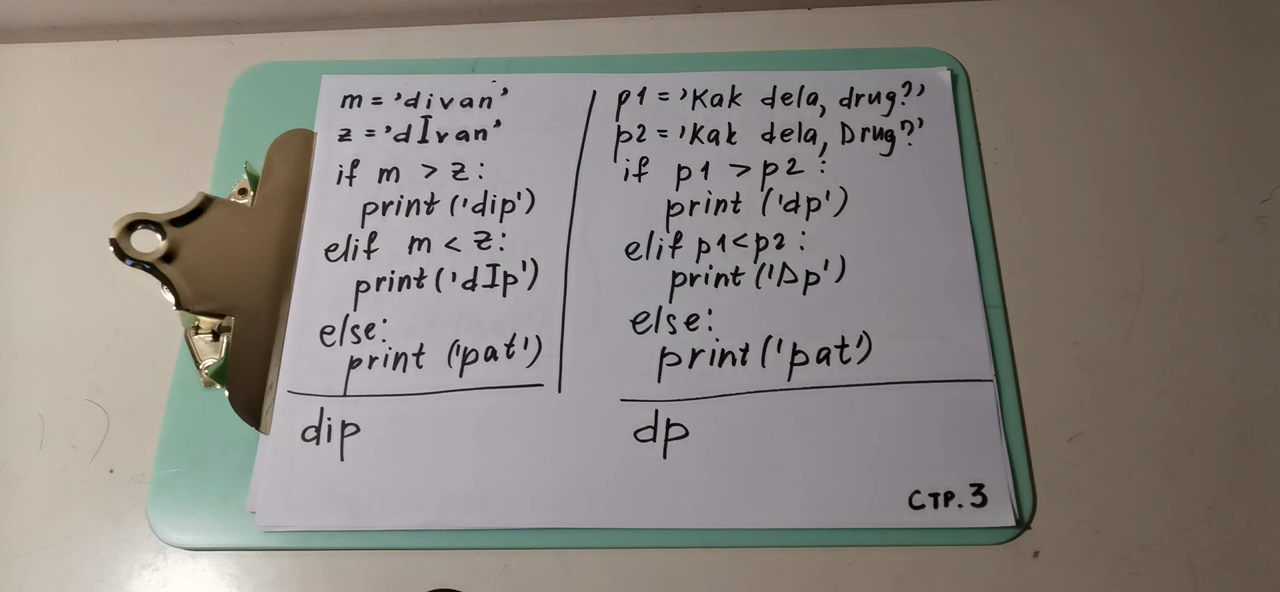 m = 'divan'
z = 'dIvan'
if m > z:
print ('dip')
elif m < z:
print ('dIp')
else:
print ('pat')
dip
p1 = 'Kak dela, drug?'
p2 = 'Kak dela, Drug?'
if p1 > p2 :
print ('dp')
elif p1 < p2 :
print ('Dp')
else:
print ('pat')
dp
СТР. 3